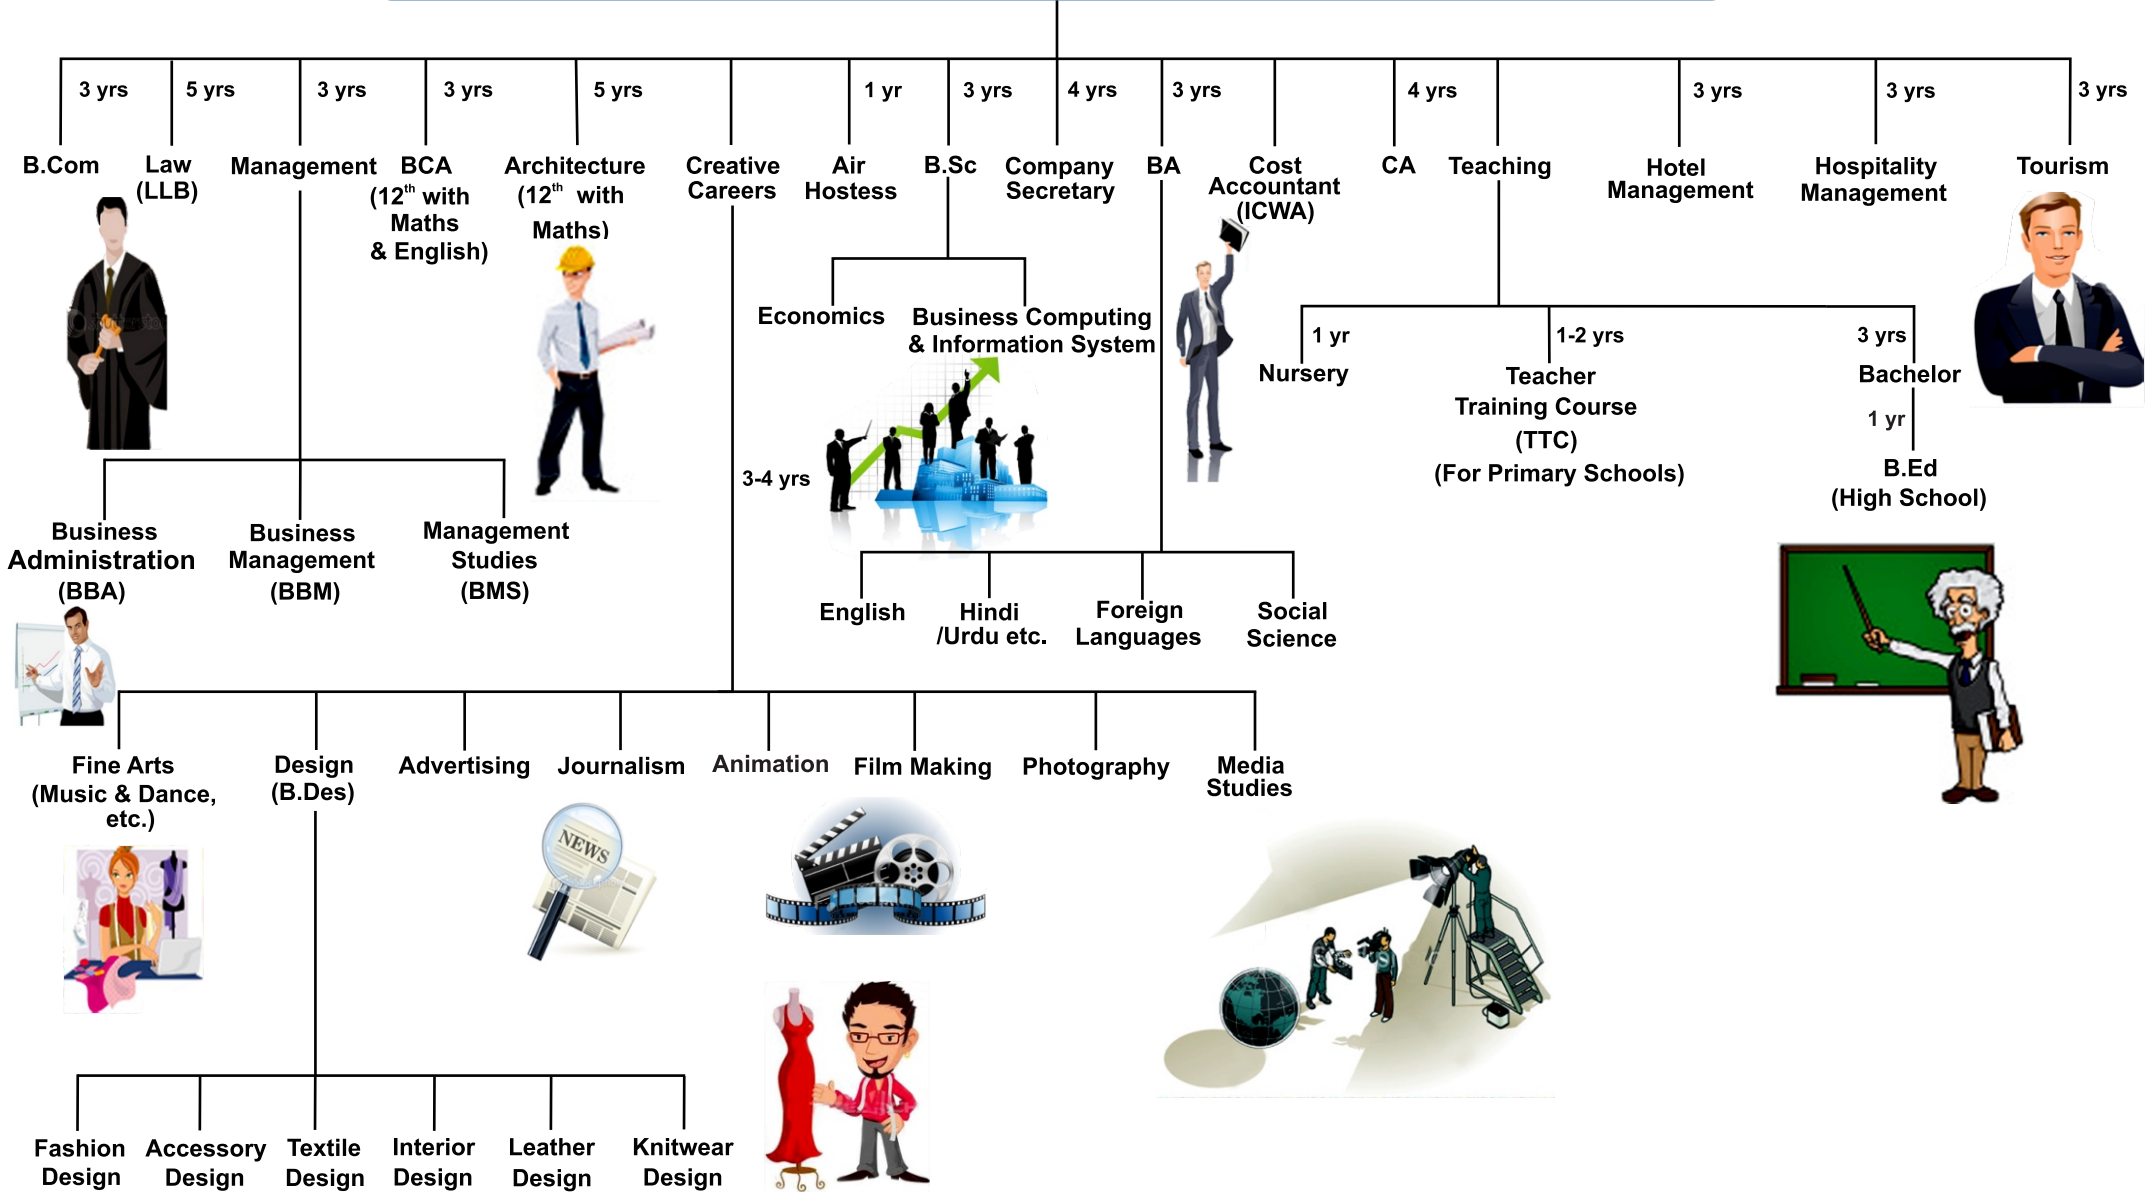 3 yrs
5 yrs
3 yrs
3 yrs
5 yrs
1 yr
3 yrs
4 yrs
3 yrs
4 yrs
3 yrs
3 yrs
3 yrs
B.Com
Law
(LLB)
Management
BCA
(12th with
Maths
& English)
Architecture
(12th with
Maths)
Creative
Careers
Air
Hostess
B.Sc
Company
Secretary
BA
Cost
Accountant
(ICWA)
CA
Teaching
Hotel
Management
Hospitality
Management
Tourism
Economics
Business Computing
& Information System
1 yr
Nursery
1-2 yrs
Teacher
Training Course
(TTC)
(For Primary Schools)
3 yrs
Bachelor
1 yr
B.Ed
(High School)
3-4 yrs
Business
Administration
(BBA)
Business
Management
(BBM)
Management
Studies
(BMS)
English
Hindi
/Urdu etc.
Foreign
Languages
Social
Science
Fine Arts
(Music & Dance,
etc.)
Design
(B.Des)
Advertising
Journalism
Animation
Film Making
Photography
Media
Studies
NEWS
Fashion
Design
Accessory
Design
Textile
Design
Interior
Design
Leather
Design
Knitwear
Design